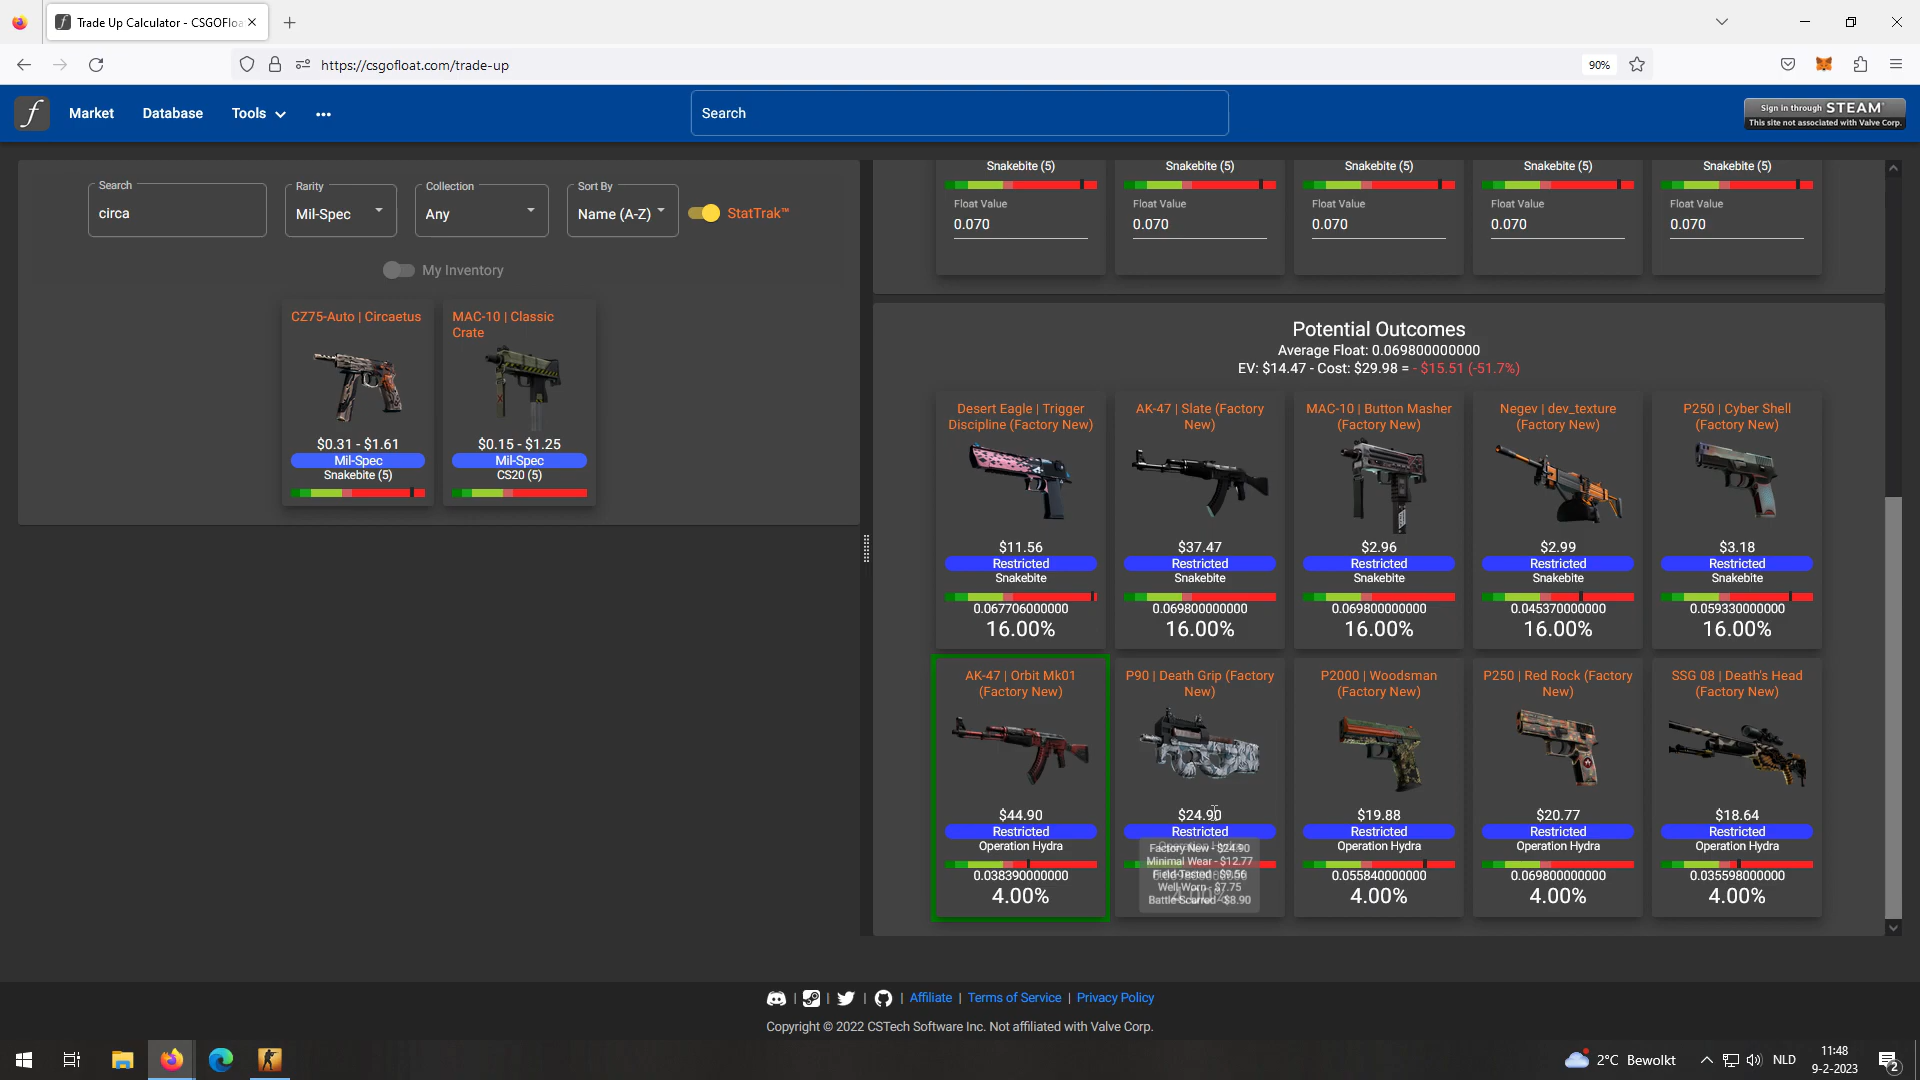 Trade Up Calculator - CSGOFloa
https://csgofloat.com/trade-up
90%
Market
Database
Tools
Search
Sign in through STEAM
This site not associated with Valve Corp.
Search
circa
Rarity
Mil-Spec
Collection
Any
Sort By
Name (A-Z)
StatTrak™
My Inventory
CZ75-Auto | Circaetus
$0.31 - $1.61
Mil-Spec
Snakebite (5)
MAC-10 | Classic
Crate
$0.15 - $1.25
Mil-Spec
CS20 (5)
Snakebite (5)
Snakebite (5)
Snakebite (5)
Snakebite (5)
Snakebite (5)
Float Value
Float Value
Float Value
Float Value
Float Value
0.070
0.070
0.070
0.070
0.070
Potential Outcomes
Average Float: 0.069800000000
EV: $14.47 - Cost: $29.98 = - $15.51 (-51.7%)
Desert Eagle | Trigger
Discipline (Factory New)
$11.56
Restricted
Snakebite
0.067706000000
16.00%
AK-47 | Slate (Factory
New)
$37.47
Restricted
Snakebite
0.069800000000
16.00%
MAC-10 | Button Masher
(Factory New)
$2.96
Restricted
Snakebite
0.069800000000
16.00%
Negev | dev_texture
(Factory New)
$2.99
Restricted
Snakebite
0.045370000000
16.00%
P250 | Cyber Shell
(Factory New)
$3.18
Restricted
Snakebite
0.059330000000
16.00%
AK-47 | Orbit Mk01
(Factory New)
$44.90
Restricted
Operation Hydra
0.038390000000
4.00%
P90 | Death Grip (Factory
New)
$24.90
Restricted
Factory New - $24.90
Minimal Wear - $12.77
Field-Tested - $9.56
Well-Worn - $7.75
Battle-Scarred - $8.90
P2000 | Woodsman
(Factory New)
$19.88
Restricted
Operation Hydra
0.055840000000
4.00%
P250 | Red Rock (Factory
New)
$20.77
Restricted
Operation Hydra
0.069800000000
4.00%
SSG 08 | Death's Head
(Factory New)
$18.64
Restricted
Operation Hydra
0.035598000000
4.00%
| | | | Affiliate | Terms of Service | Privacy Policy
Copyright © 2022 CSTech Software Inc. Not affiliated with Valve Corp.
2°C Bewolkt
NLD
11:48
9-2-2023
2